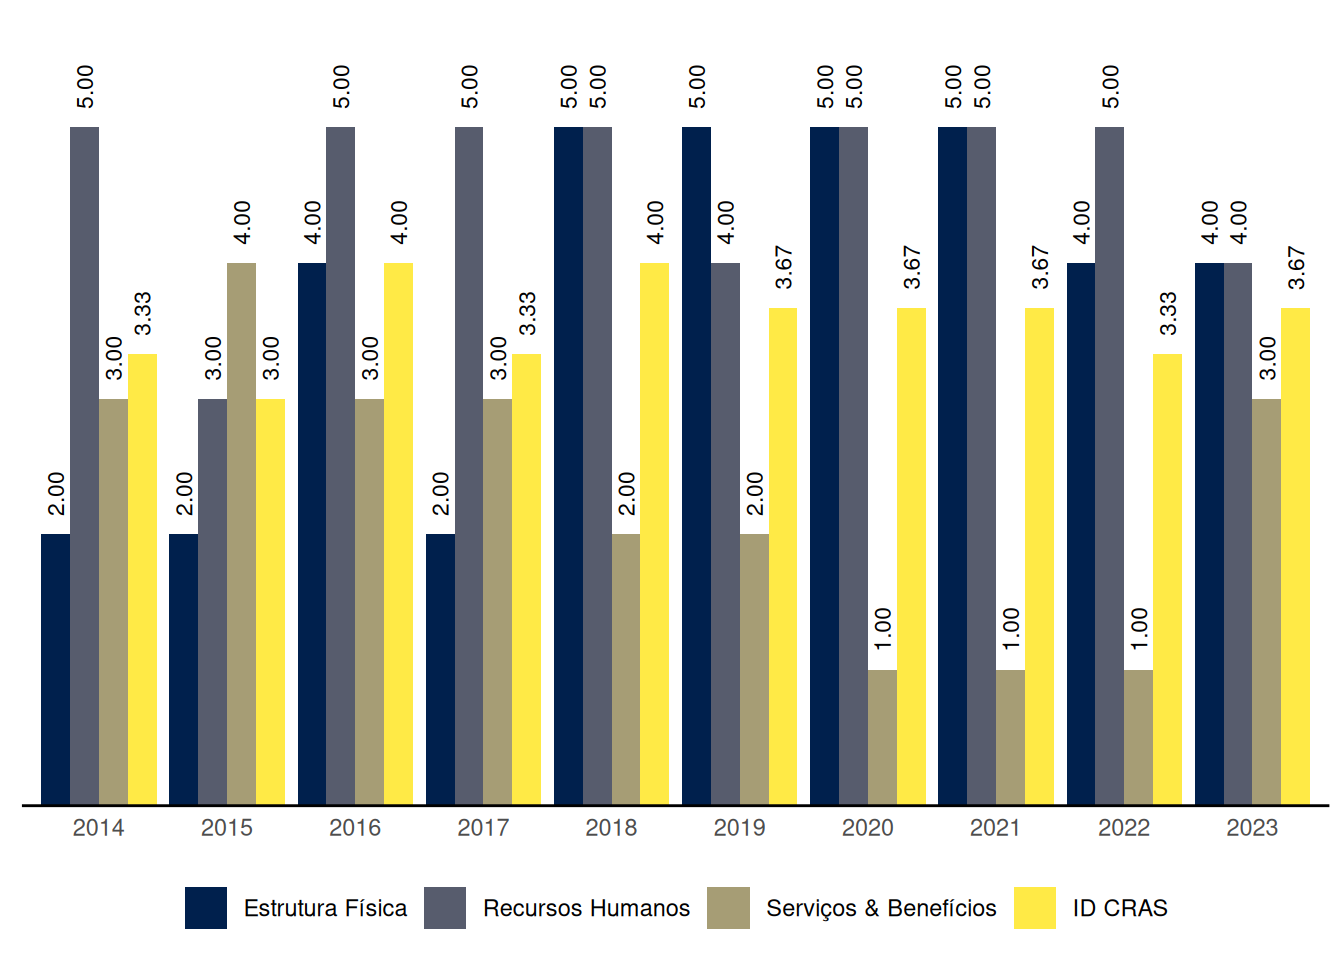 5.00 5.00 5.00 5.00 5.00 5.00 5.00 5.00 5.00 5.00 5.00
4.00 4.00 4.00 4.00 4.00 4.00 4.00 4.00
3.67 3.67 3.67 3.67
3.33 3.33 3.33
3.00 3.00 3.00 3.00 3.00 3.00
2.00 2.00 2.00 2.00 2.00
1.00 1.00 1.00
2014 2015 2016 2017 2018 2019 2020 2021 2022 2023
Estrutura Física Recursos Humanos Serviços & Benefícios ID CRAS